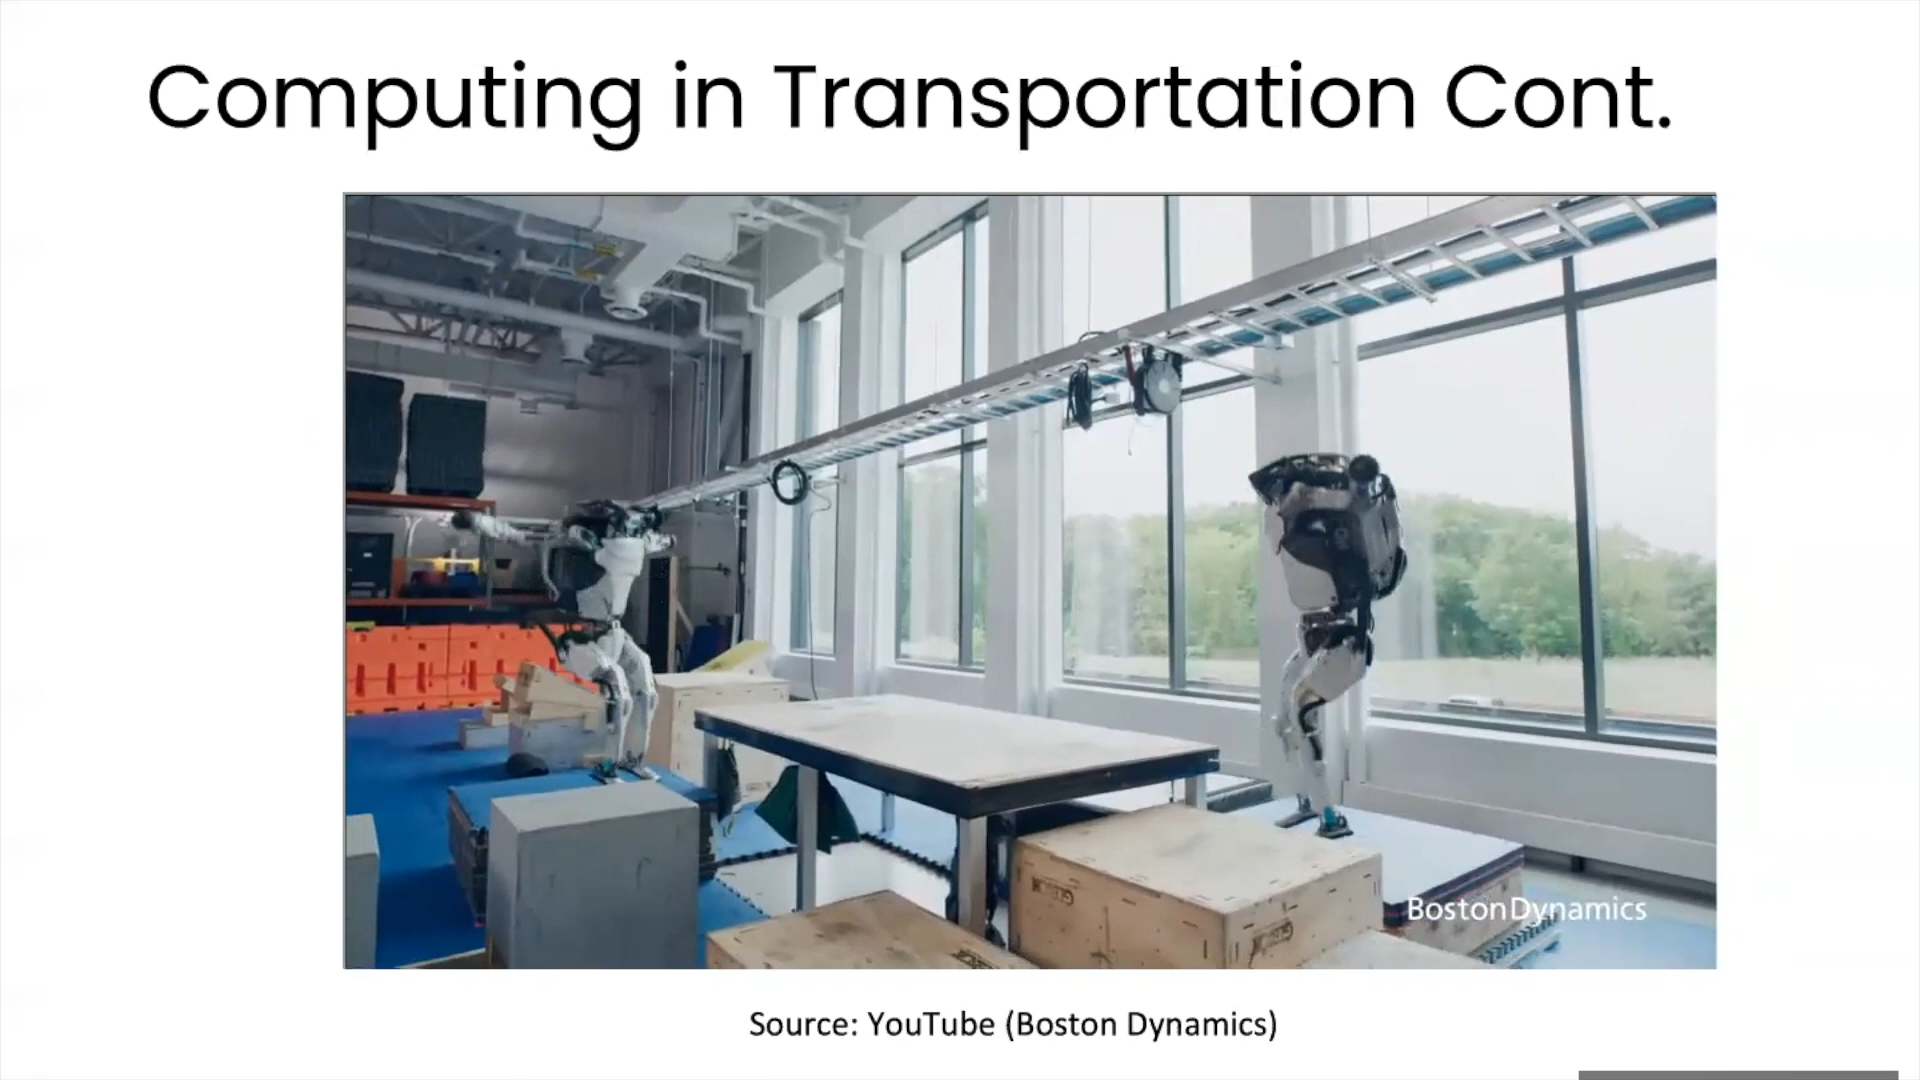 Computing in Transportation Cont.
BostonDynamics
Source: YouTube (Boston Dynamics)